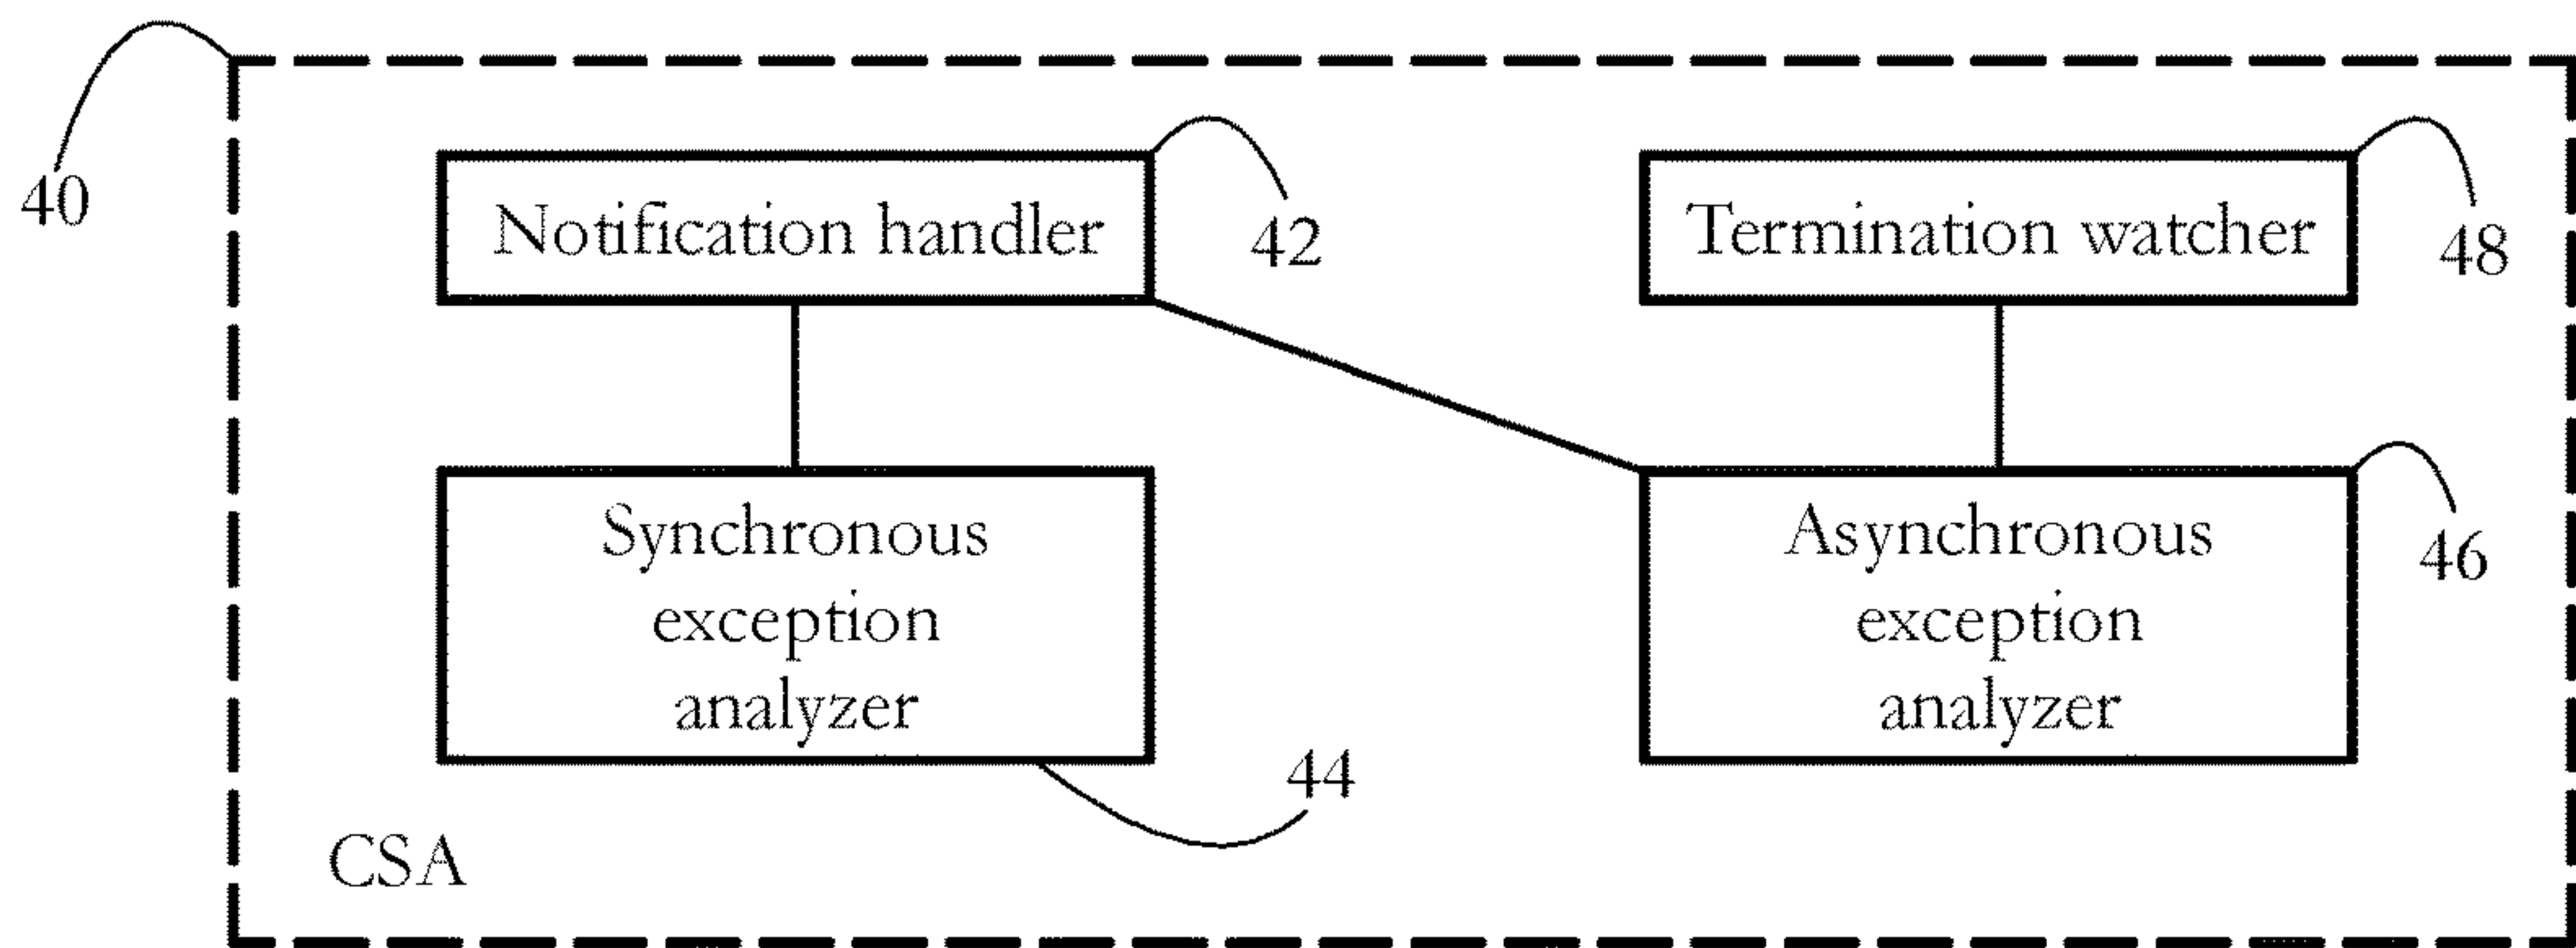 40
Notification handler
42
Termination watcher
48
Synchronous
exception
analyzer
44
Asynchronous
exception
analyzer
46
CSA